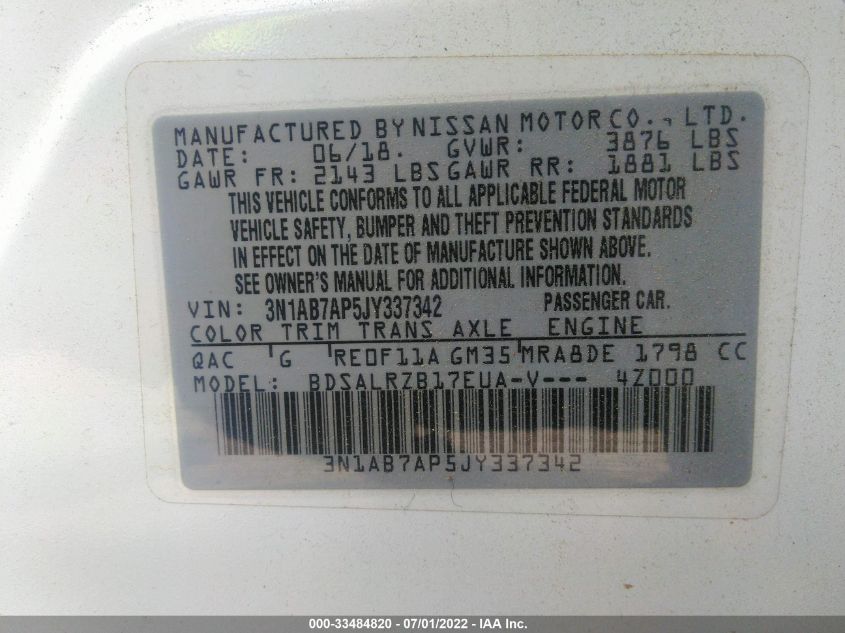 MANUFACTURED BY NISSAN MOTOR CO., LTD.
DATE: 06/18. GVWR: 3876 LBS
GAWR FR: 2143 LBS GAWR RR: 1881 LBS
THIS VEHICLE CONFORMS TO ALL APPLICABLE FEDERAL MOTOR
VEHICLE SAFETY, BUMPER AND THEFT PREVENTION STANDARDS
IN EFFECT ON THE DATE OF MANUFACTURE SHOWN ABOVE.
SEE OWNER'S MANUAL FOR ADDITIONAL INFORMATION.
VIN: 3N1AB7AP5JY337342 PASSENGER CAR.
COLOR TRIM TRANS AXLE ENGINE
QAC G RE0F11A GM35 MRA8DE 1798 CC
MODEL: BDSALRZB17EUA-V--- 4Z000
3N1AB7AP5JY337342
000-33484820 - 07/01/2022 - IAA Inc.